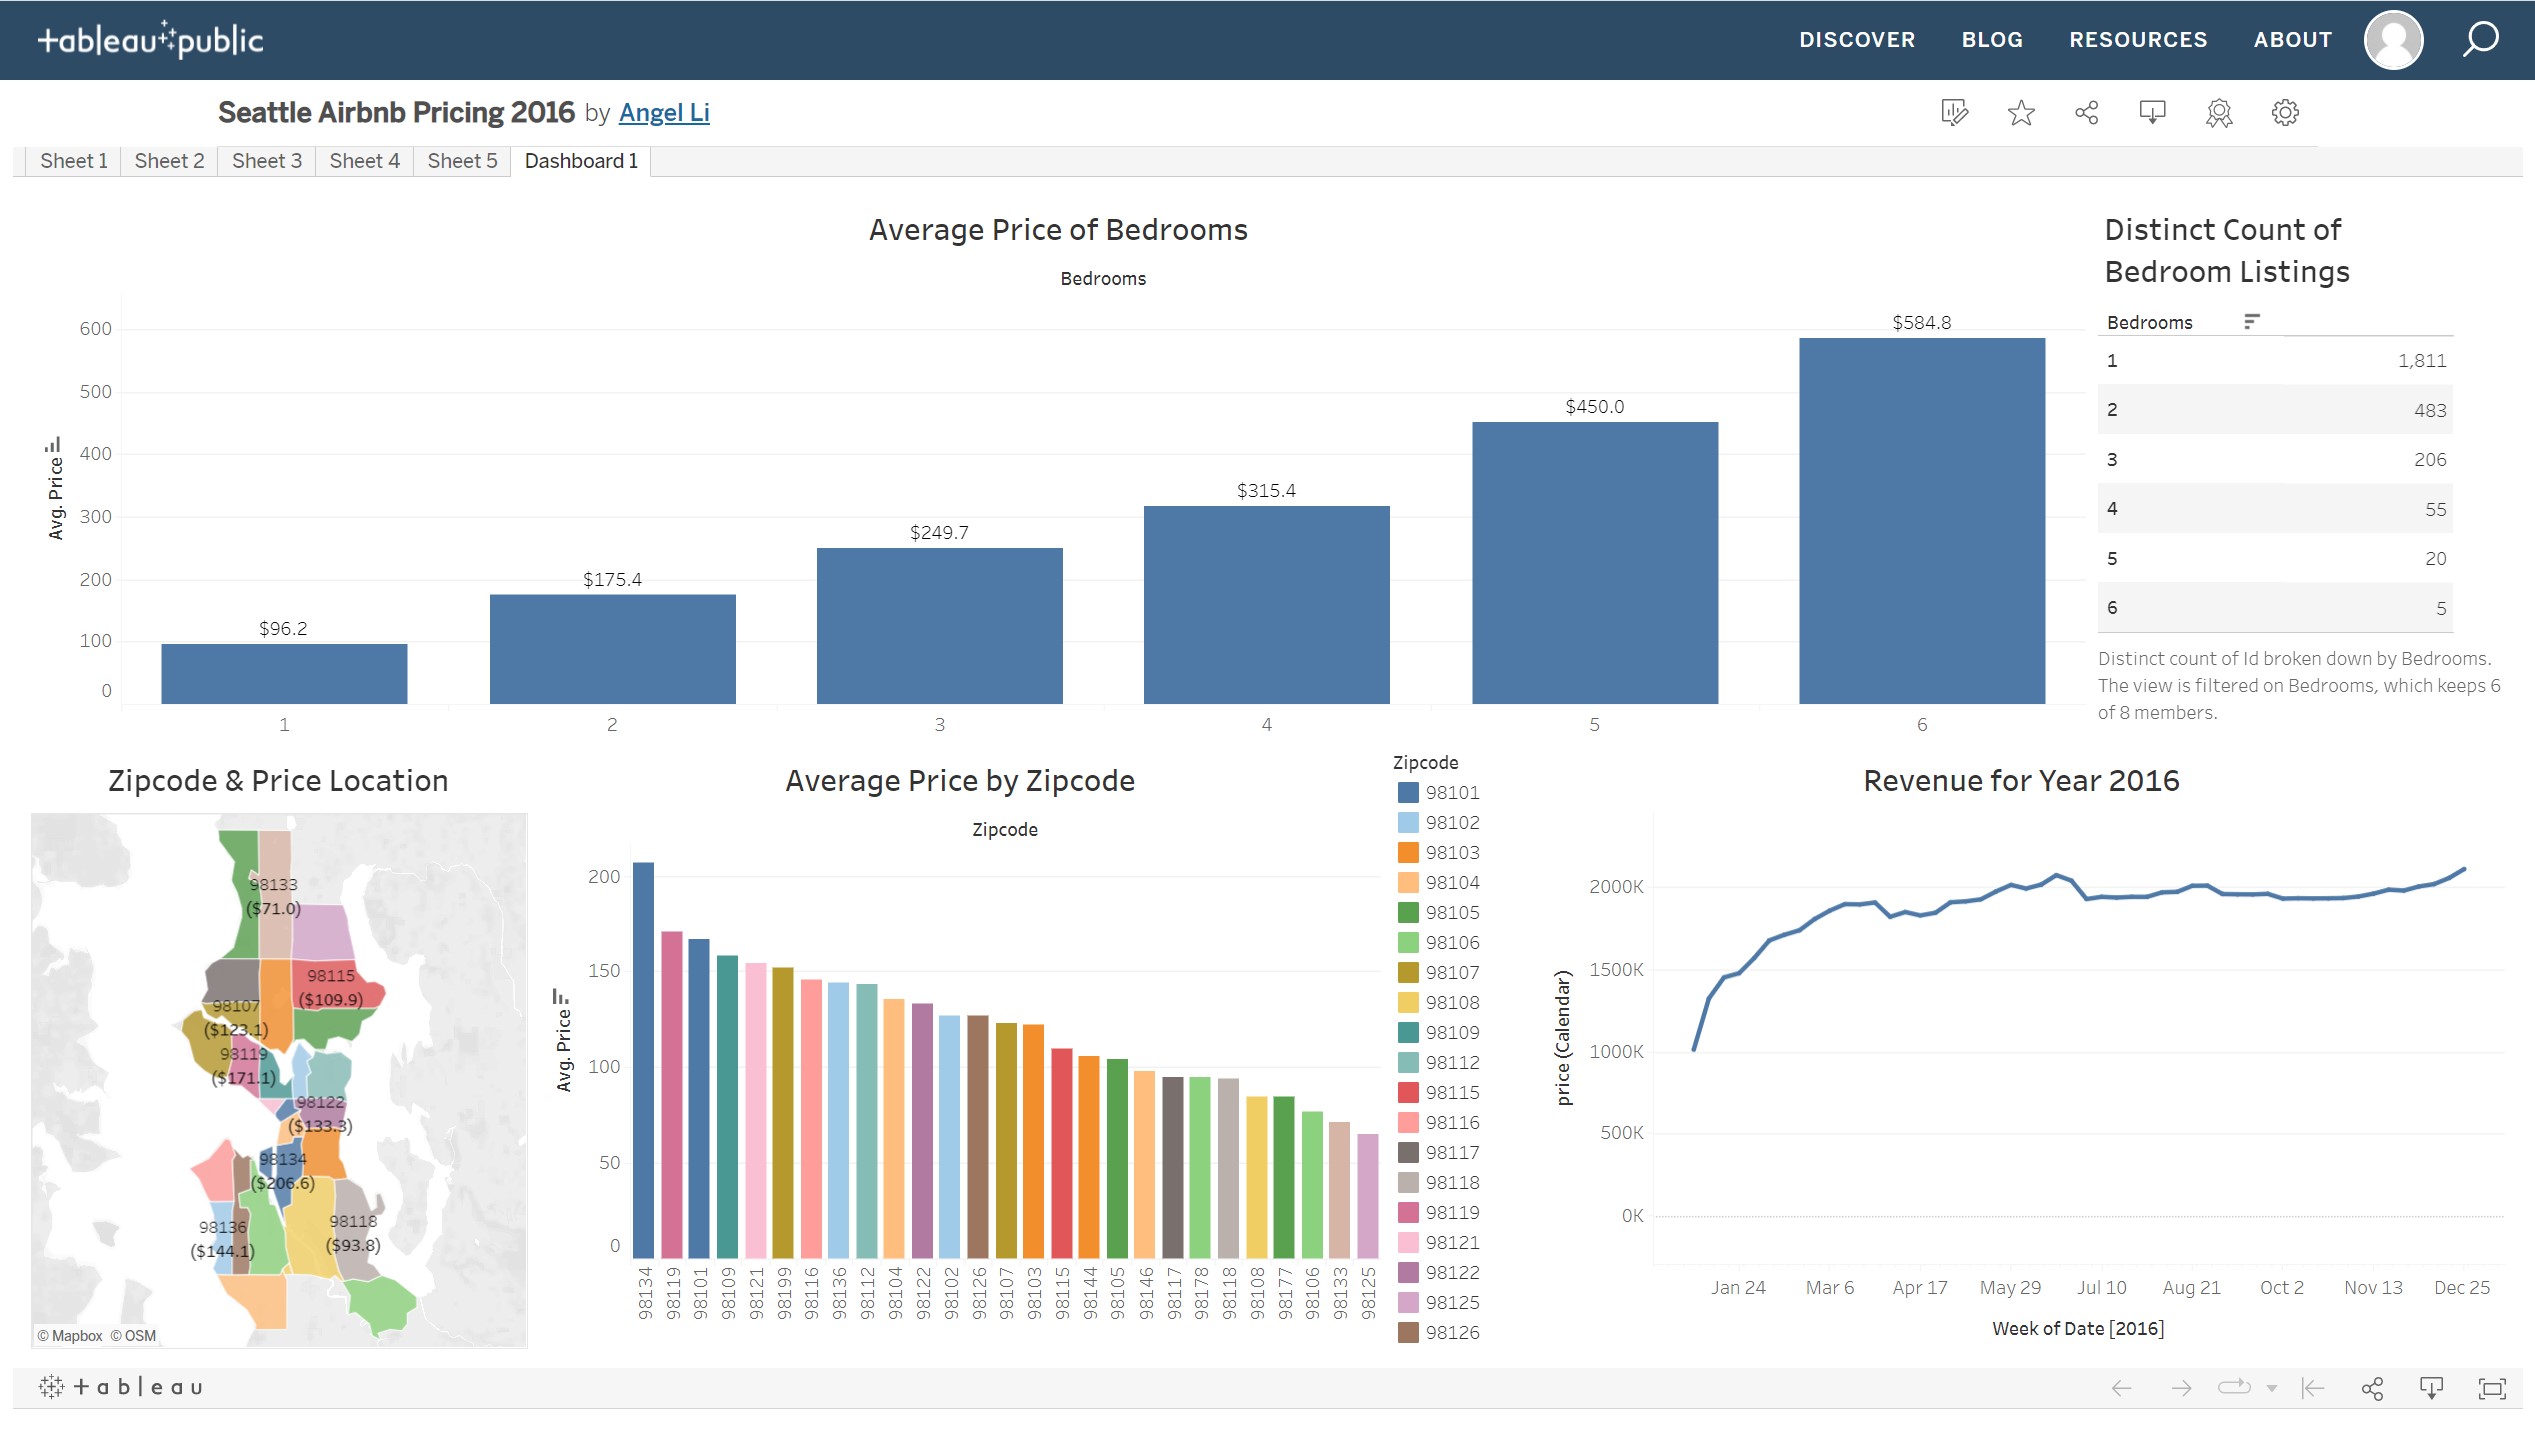 tableau public
DISCOVER BLOG RESOURCES ABOUT
Seattle Airbnb Pricing 2016 by Angel Li
Sheet 1 Sheet 2 Sheet 3 Sheet 4 Sheet 5 Dashboard 1
Average Price of Bedrooms
Bedrooms
Avg. Price
600
500
400
300
200
100
0
$96.2
$175.4
$249.7
$315.4
$450.0
$584.8
1 2 3 4 5 6
Distinct Count of
Bedroom Listings
Bedrooms
1 1,811
2 483
3 206
4 55
5 20
6 5
Distinct count of Id broken down by Bedrooms.
The view is filtered on Bedrooms, which keeps 6
of 8 members.
Zipcode & Price Location
98133
($71.0)
98115
($109.9)
98107
($123.1)
98119
($171.1)
98122
($133.3)
98134
($206.6)
98136
($144.1)
98118
($93.8)
© Mapbox © OSM
Average Price by Zipcode
Zipcode
Avg. Price
200
150
100
50
0
98134
98119
98101
98109
98121
98199
98116
98136
98112
98104
98122
98102
98126
98107
98103
98115
98144
98105
98146
98117
98178
98118
98108
98177
98106
98133
98125
Zipcode
98101
98102
98103
98104
98105
98106
98107
98108
98109
98112
98115
98116
98117
98118
98119
98121
98122
98125
98126
Revenue for Year 2016
price (Calendar)
2000K
1500K
1000K
500K
0K
Jan 24 Mar 6 Apr 17 May 29 Jul 10 Aug 21 Oct 2 Nov 13 Dec 25
Week of Date [2016]
tableau